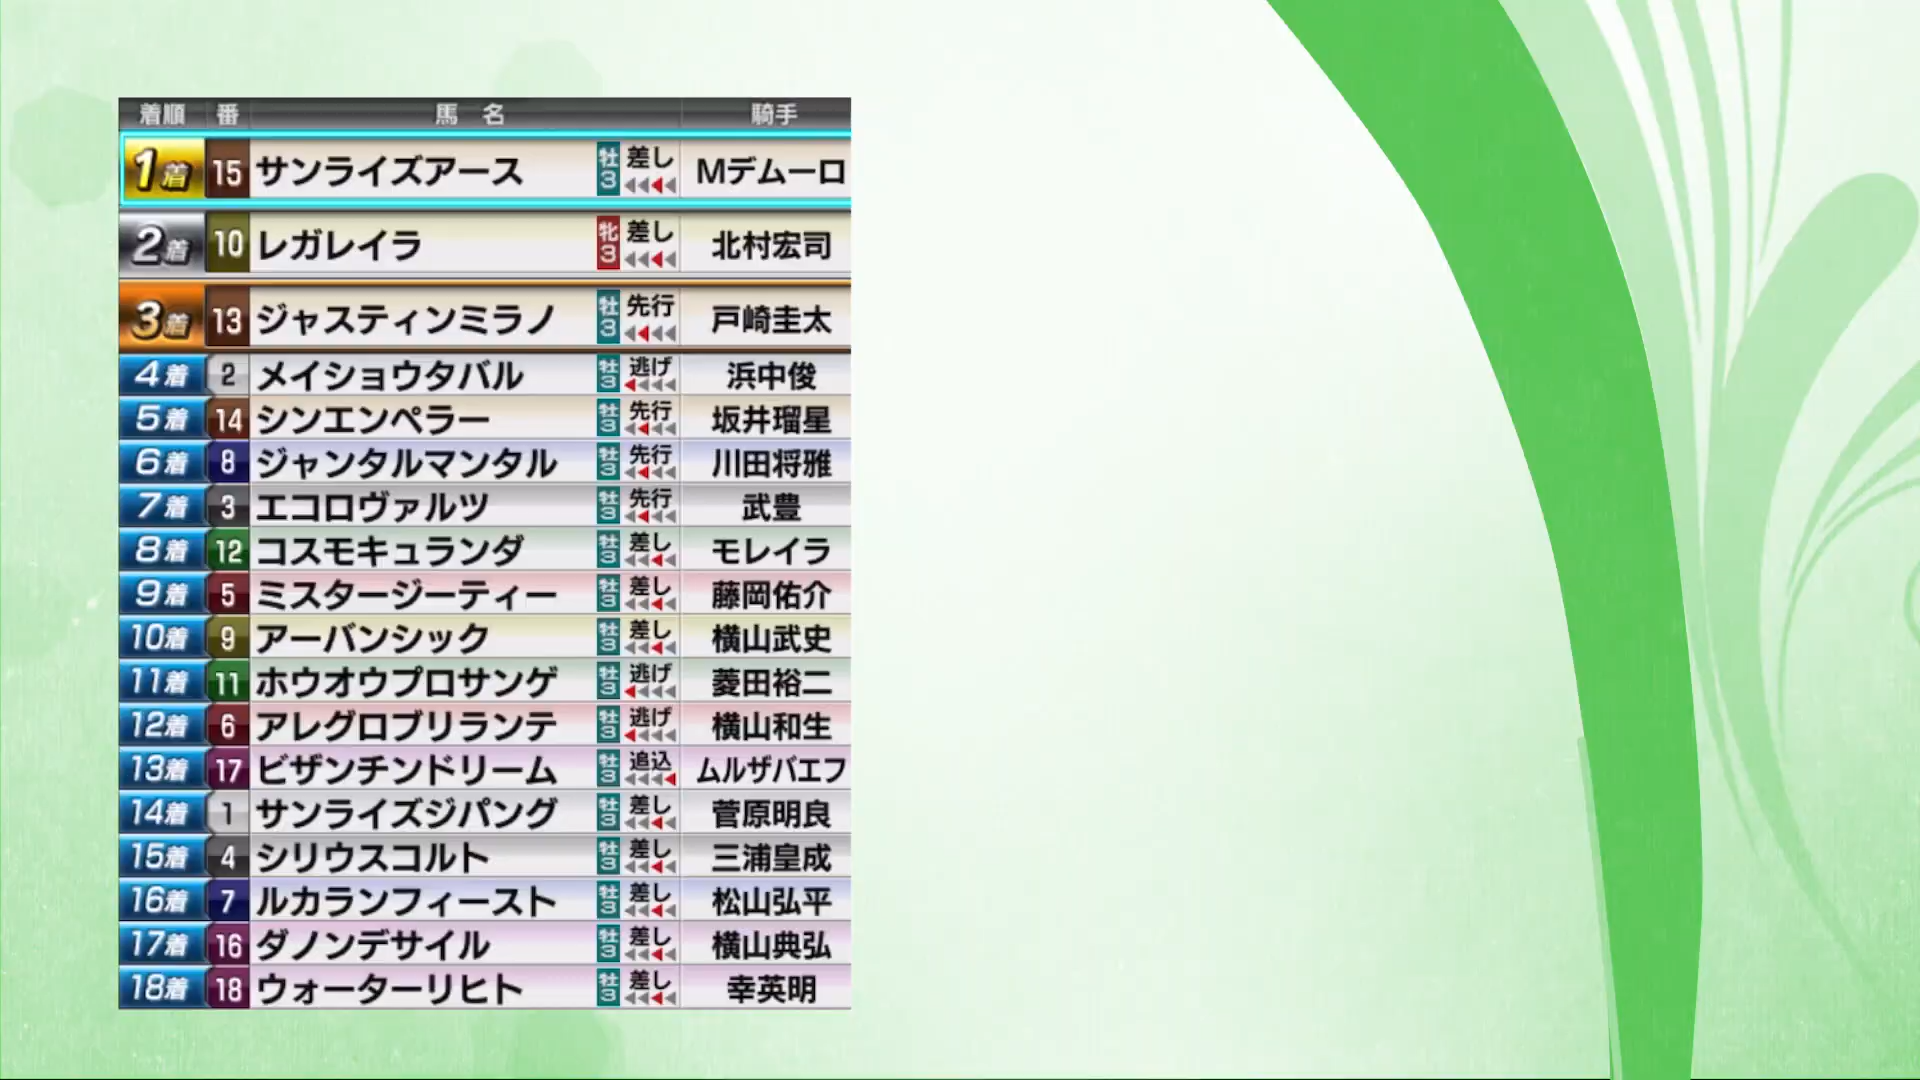 着順 番 馬 名 騎手
1着 15 サンライズアース 牡3 差し Mデムーロ
2着 10 レガレイラ 牝3 差し 北村宏司
3着 13 ジャスティンミラノ 牡3 先行 戸崎圭太
4着 2 メイショウタバル 牡3 逃げ 浜中俊
5着 14 シンエンペラー 牡3 先行 坂井瑠星
6着 8 ジャンタルマンタル 牡3 先行 川田将雅
7着 3 エコロヴァルツ 牡3 先行 武豊
8着 12 コスモキュランダ 牡3 差し モレイラ
9着 5 ミスタージーティー 牡3 差し 藤岡佑介
10着 9 アーバンシック 牡3 差し 横山武史
11着 11 ホウオウプロサンゲ 牡3 逃げ 菱田裕二
12着 6 アレグロブリランテ 牡3 逃げ 横山和生
13着 17 ビザンチンドリーム 牡3 追込 ムルザバエフ
14着 1 サンライズジパング 牡3 差し 菅原明良
15着 4 シリウスコルト 牡3 差し 三浦皇成
16着 7 ルカランフィースト 牡3 差し 松山弘平
17着 16 ダノンデサイル 牡3 差し 横山典弘
18着 18 ウォーターリヒト 牡3 差し 幸英明